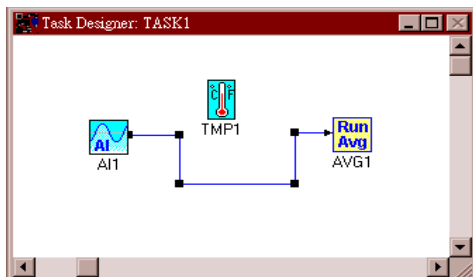 Task Designer: TASK1
C F
TMP1
AI
AI1
Run
Avg
AVG1